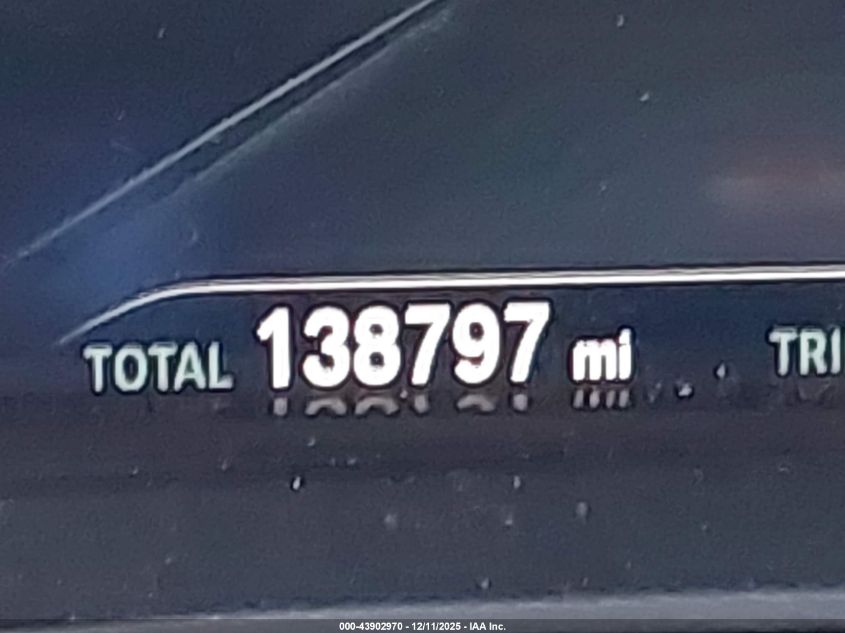 TOTAL 138797 mi TRI
000-43902970 - 12/11/2025 - IAA Inc.